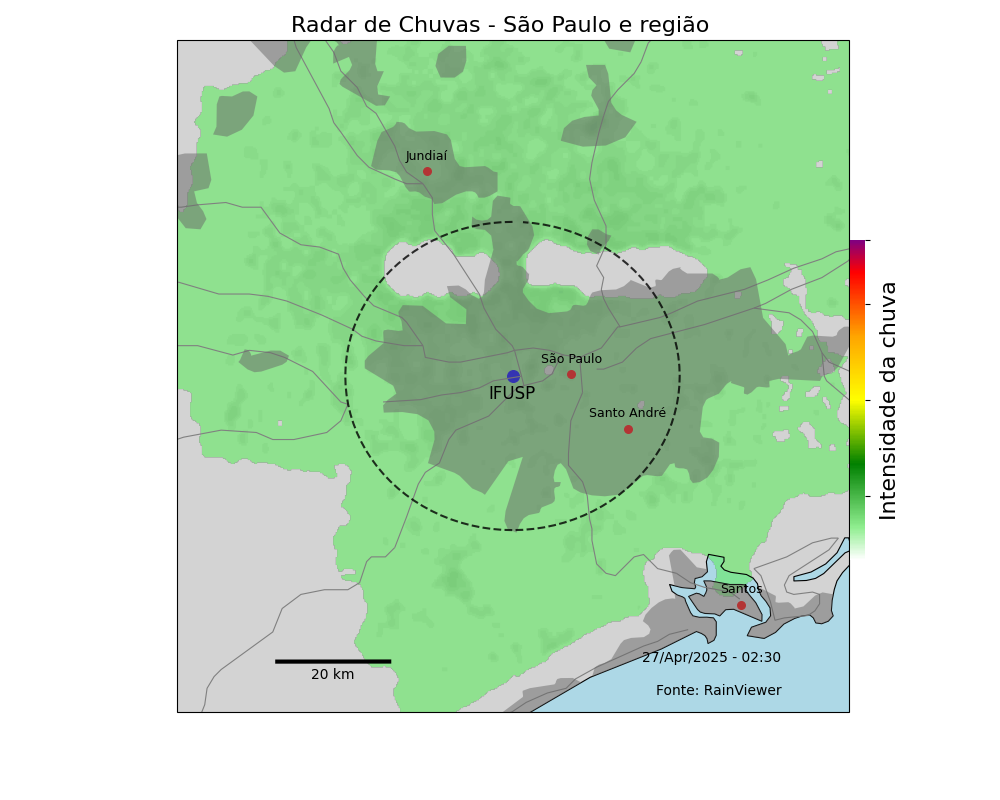 Radar de Chuvas - São Paulo e região
Jundiaí
São Paulo
IFUSP
Santo André
Intensidade da chuva
Santos
27/Apr/2025 - 02:30
20 km
Fonte: RainViewer